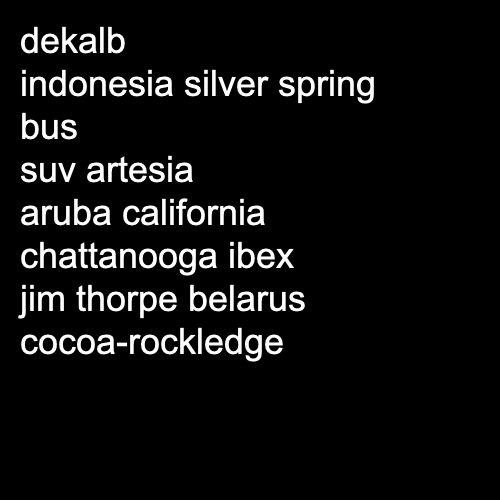 dekalb
indonesia silver spring
bus
suv artesia
aruba california
chattanooga ibex
jim thorpe belarus
cocoa-rockledge